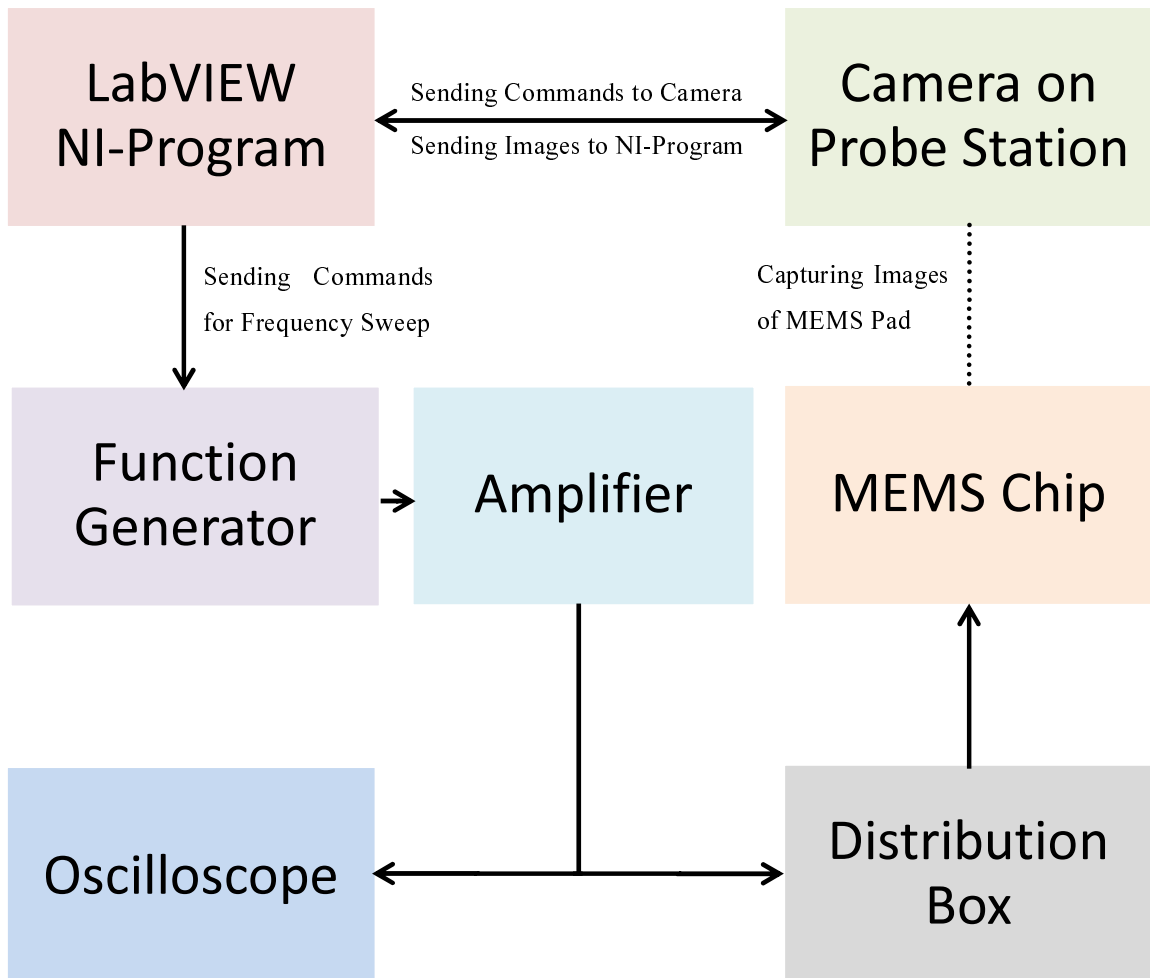 LabVIEW
NI-Program
Sending Commands to Camera
Sending Images to NI-Program
Camera on
Probe Station
Sending Commands
for Frequency Sweep
Capturing Images
of MEMS Pad
Function
Generator
Amplifier
MEMS Chip
Oscilloscope
Distribution
Box